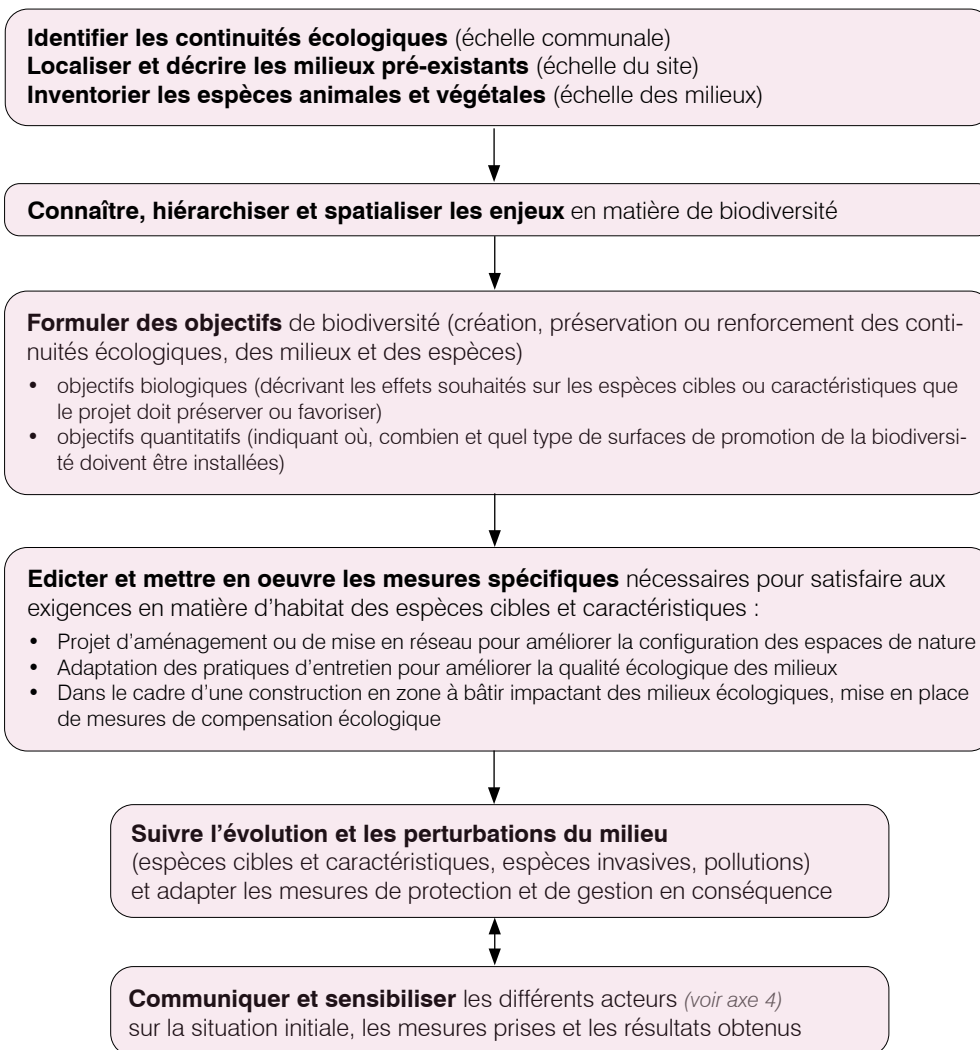 Identifier les continuités écologiques (échelle communale)
Localiser et décrire les milieux pré-existants (échelle du site)
Inventorier les espèces animales et végétales (échelle des milieux)
Connaître, hiérarchiser et spatialiser les enjeux en matière de biodiversité
Formuler des objectifs de biodiversité (création, préservation ou renforcement des conti-
nuités écologiques, des milieux et des espèces)
• objectifs biologiques (décrivant les effets souhaités sur les espèces cibles ou caractéristiques que
le projet doit préserver ou favoriser)
• objectifs quantitatifs (indiquant où, combien et quel type de surfaces de promotion de la biodiversi-
té doivent être installées)
Edicter et mettre en oeuvre les mesures spécifiques nécessaires pour satisfaire aux
exigences en matière d'habitat des espèces cibles et caractéristiques :
• Projet d'aménagement ou de mise en réseau pour améliorer la configuration des espaces de nature
• Adaptation des pratiques d'entretien pour améliorer la qualité écologique des milieux
• Dans le cadre d'une construction en zone à bâtir impactant des milieux écologiques, mise en place
de mesures de compensation écologique
Suivre l'évolution et les perturbations du milieu
(espèces cibles et caractéristiques, espèces invasives, pollutions)
et adapter les mesures de protection et de gestion en conséquence
Communiquer et sensibiliser les différents acteurs (voir axe 4)
sur la situation initiale, les mesures prises et les résultats obtenus